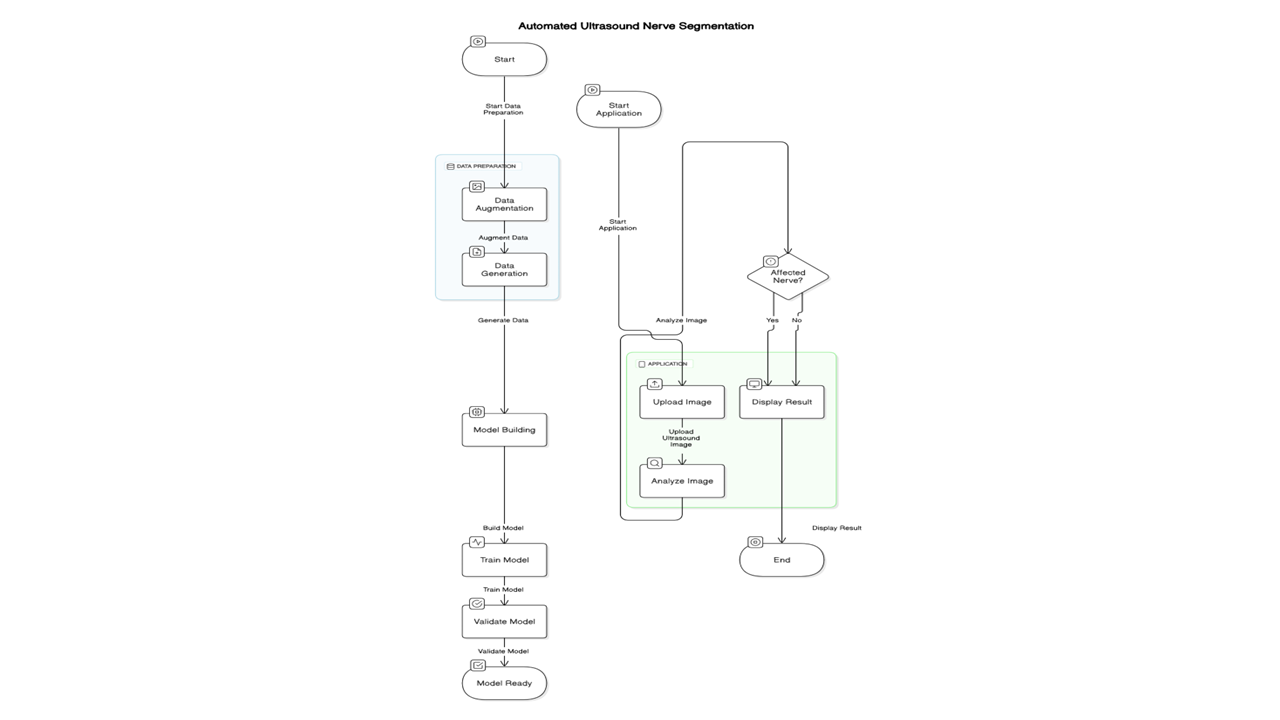 Automated Ultrasound Nerve Segmentation
Start
Start Data
Preparation
DATA PREPARATION
Data
Augmentation
Augment Data
Data
Generation
Generate Data
Model Building
Build Model
Train Model
Train Model
Validate Model
Validate Model
Model Ready
Start
Application
Start
Application
Analyze Image
Affected
Nerve?
Yes
No
APPLICATION
Upload Image
Display Result
Upload
Ultrasound
Image
Analyze Image
Display Result
End